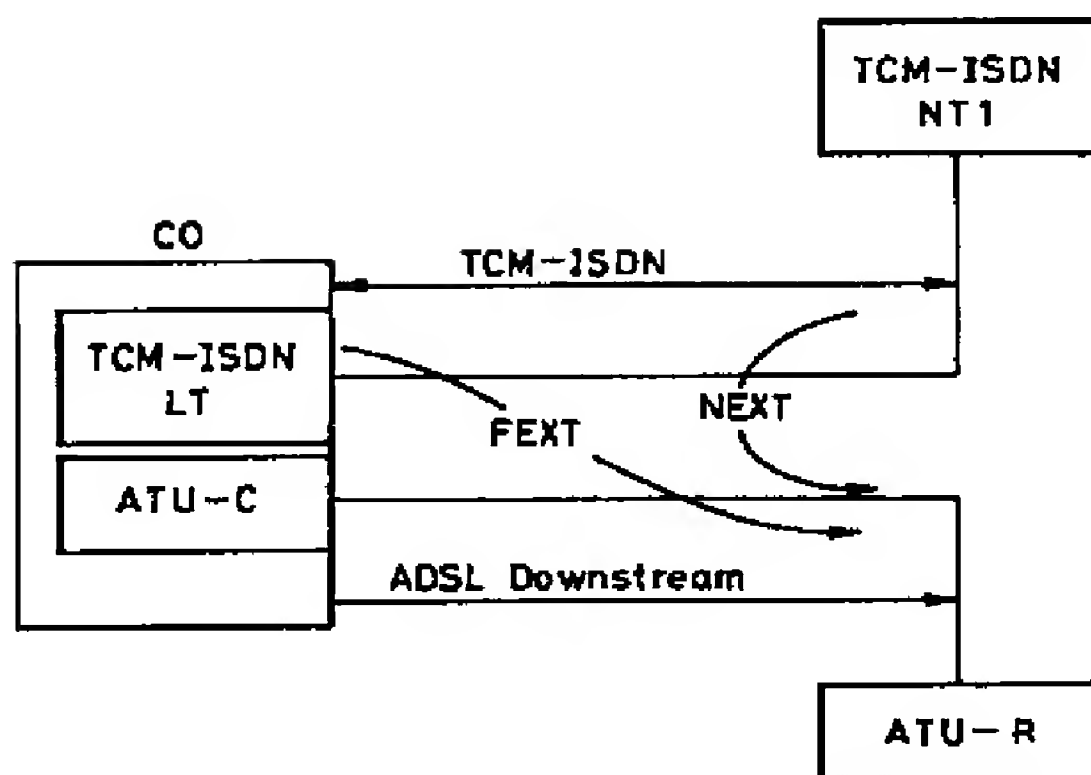 TCM-ISDN
NT1
CO
TCM-ISDN
TCM-ISDN
LT
NEXT
FEXT
ATU-C
ADSL Downstream
ATU-R